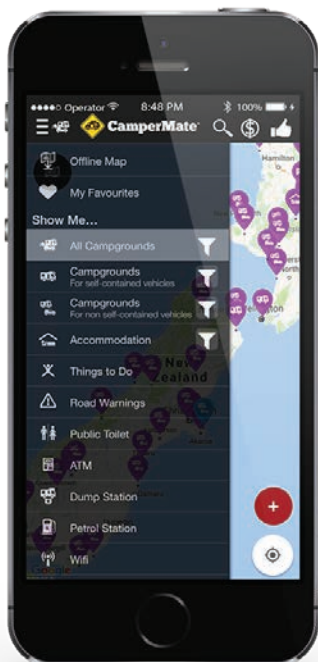 Operator 8:48 PM 100%
CamperMate
Offline Map
Hamilton
My Favourites
Show Me...
All Campgrounds
Campgrounds
For self-contained vehicles
Campgrounds
For non self-contained vehicles
Accommodation
New
Zealand
Things to Do
Road Warnings
Public Toilet
ATM
Dump Station
Petrol Station
Wifi
Google